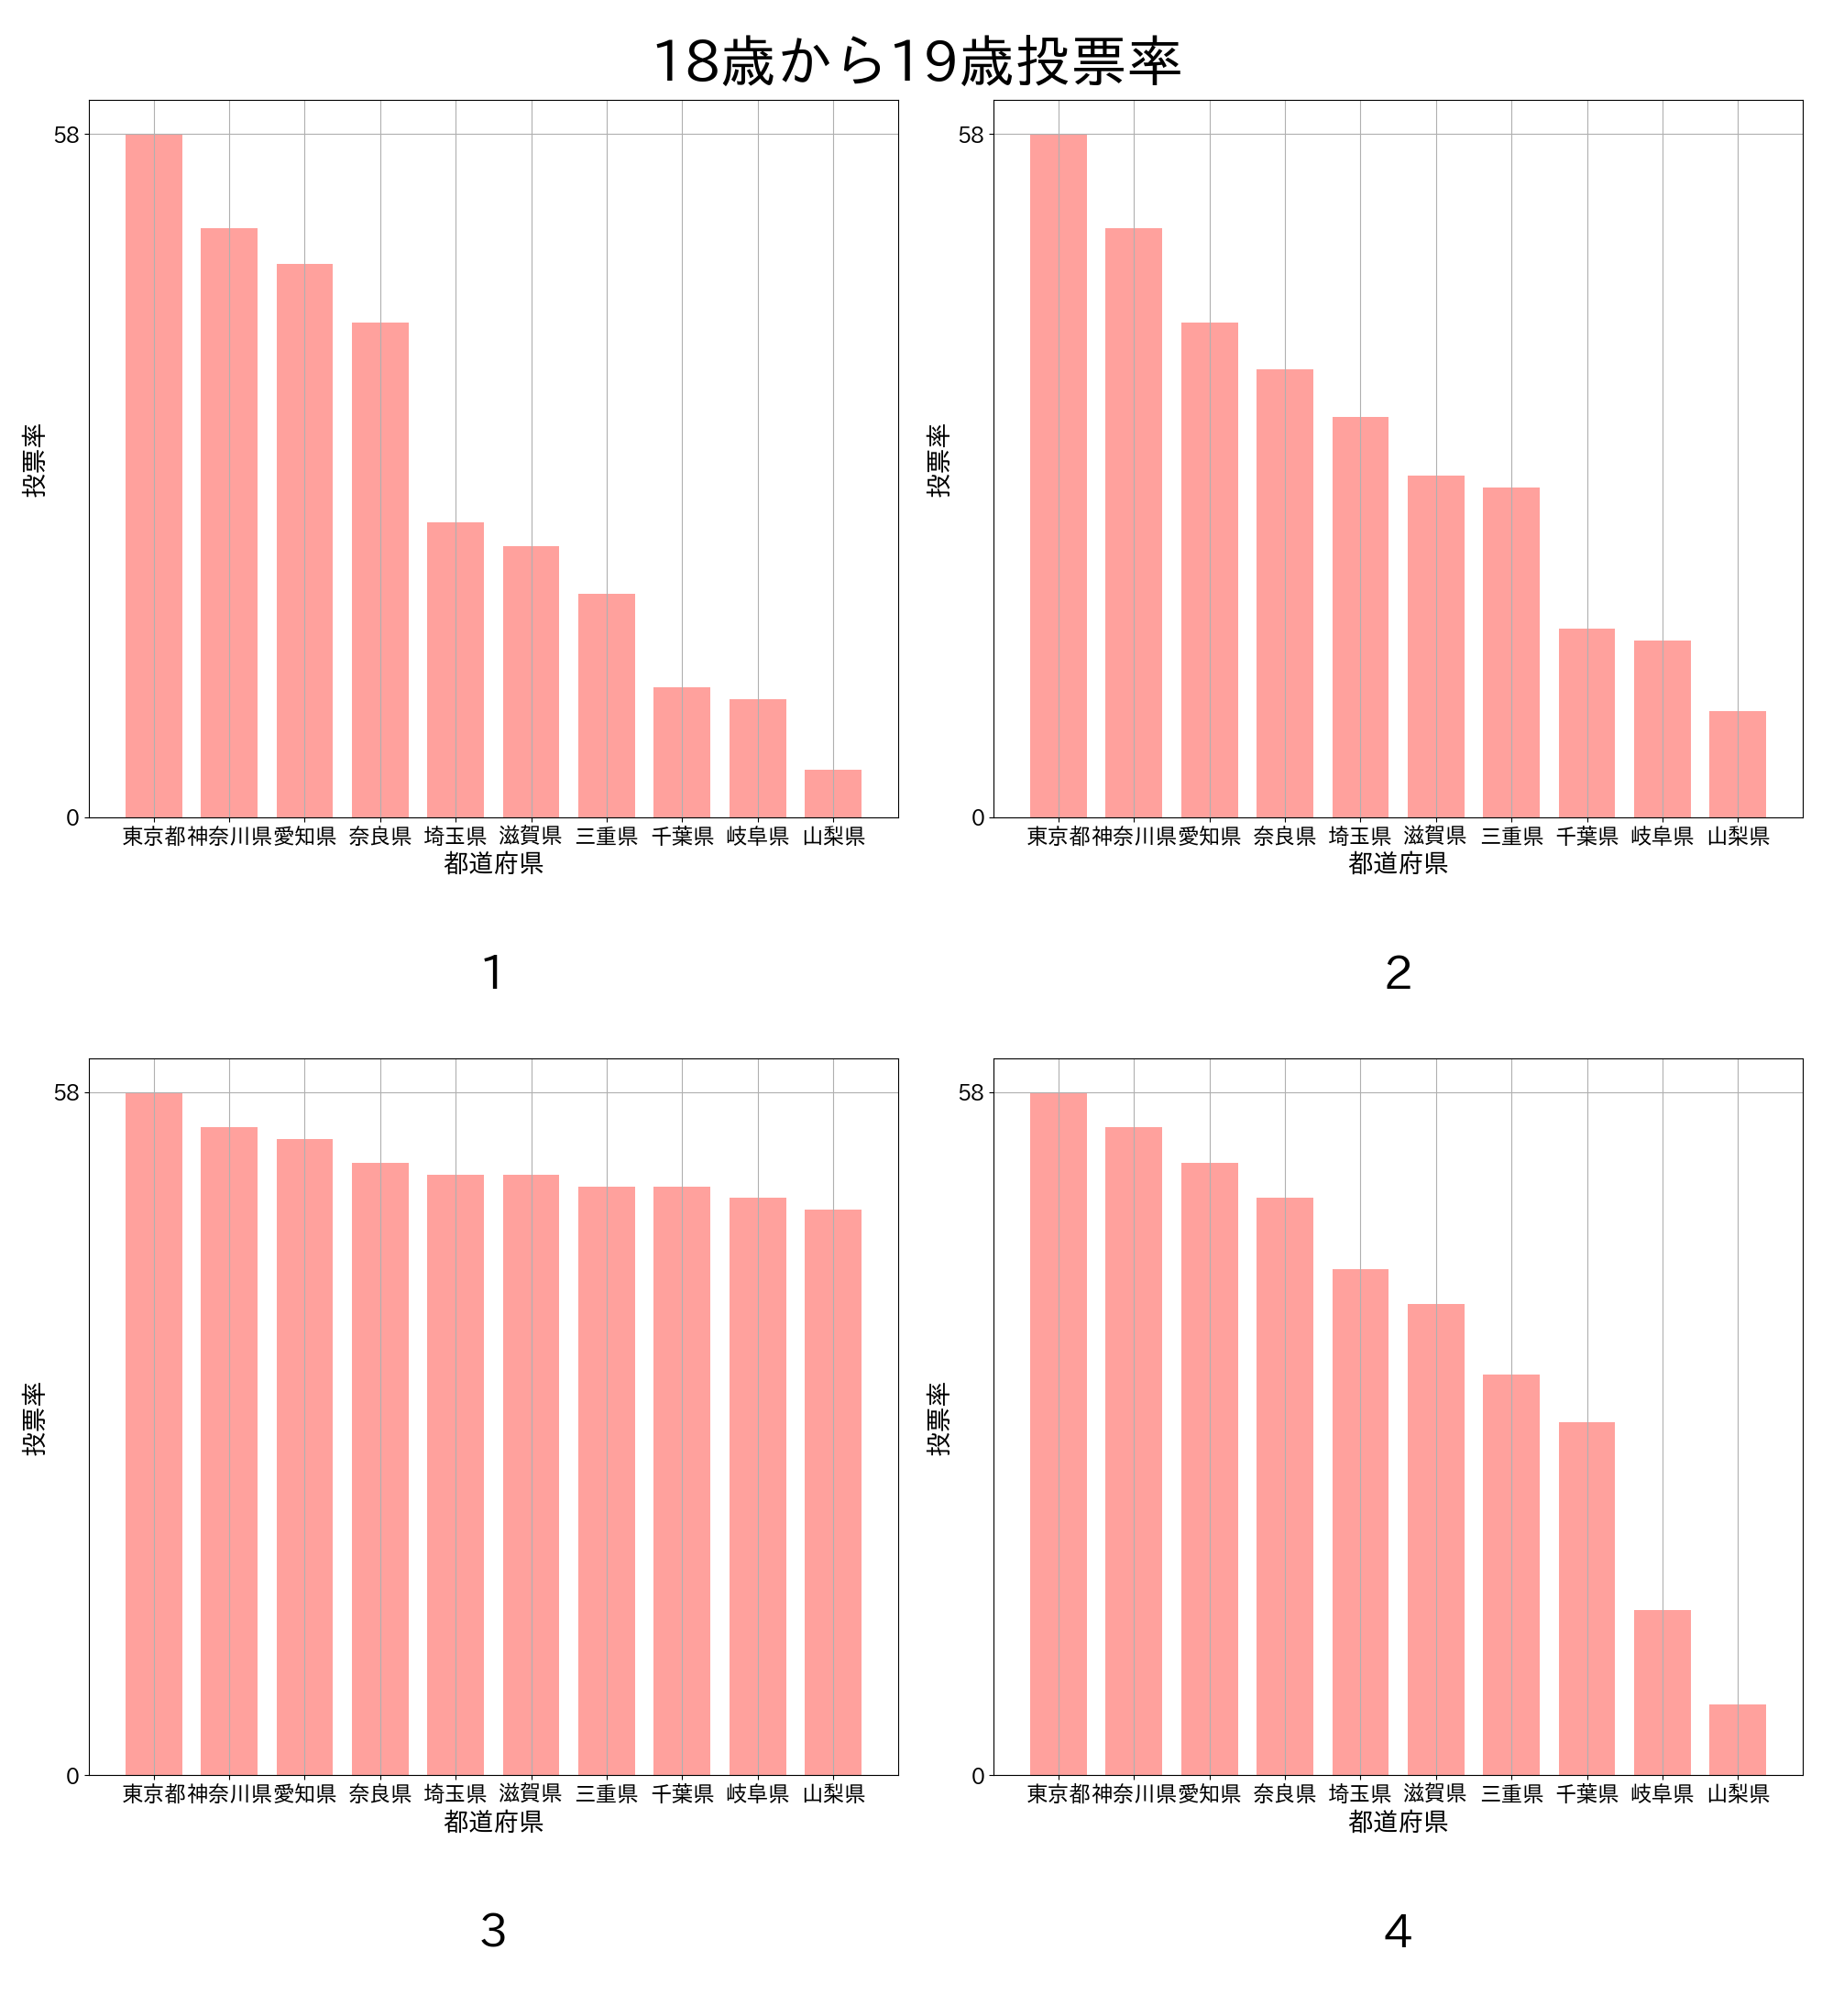 18歳から19歳投票率
58
0
投票率
東京都 神奈川県 愛知県 奈良県 埼玉県 滋賀県 三重県 千葉県 岐阜県 山梨県
都道府県
1
58
0
投票率
東京都 神奈川県 愛知県 奈良県 埼玉県 滋賀県 三重県 千葉県 岐阜県 山梨県
都道府県
2
58
0
投票率
東京都 神奈川県 愛知県 奈良県 埼玉県 滋賀県 三重県 千葉県 岐阜県 山梨県
都道府県
3
58
0
投票率
東京都 神奈川県 愛知県 奈良県 埼玉県 滋賀県 三重県 千葉県 岐阜県 山梨県
都道府県
4